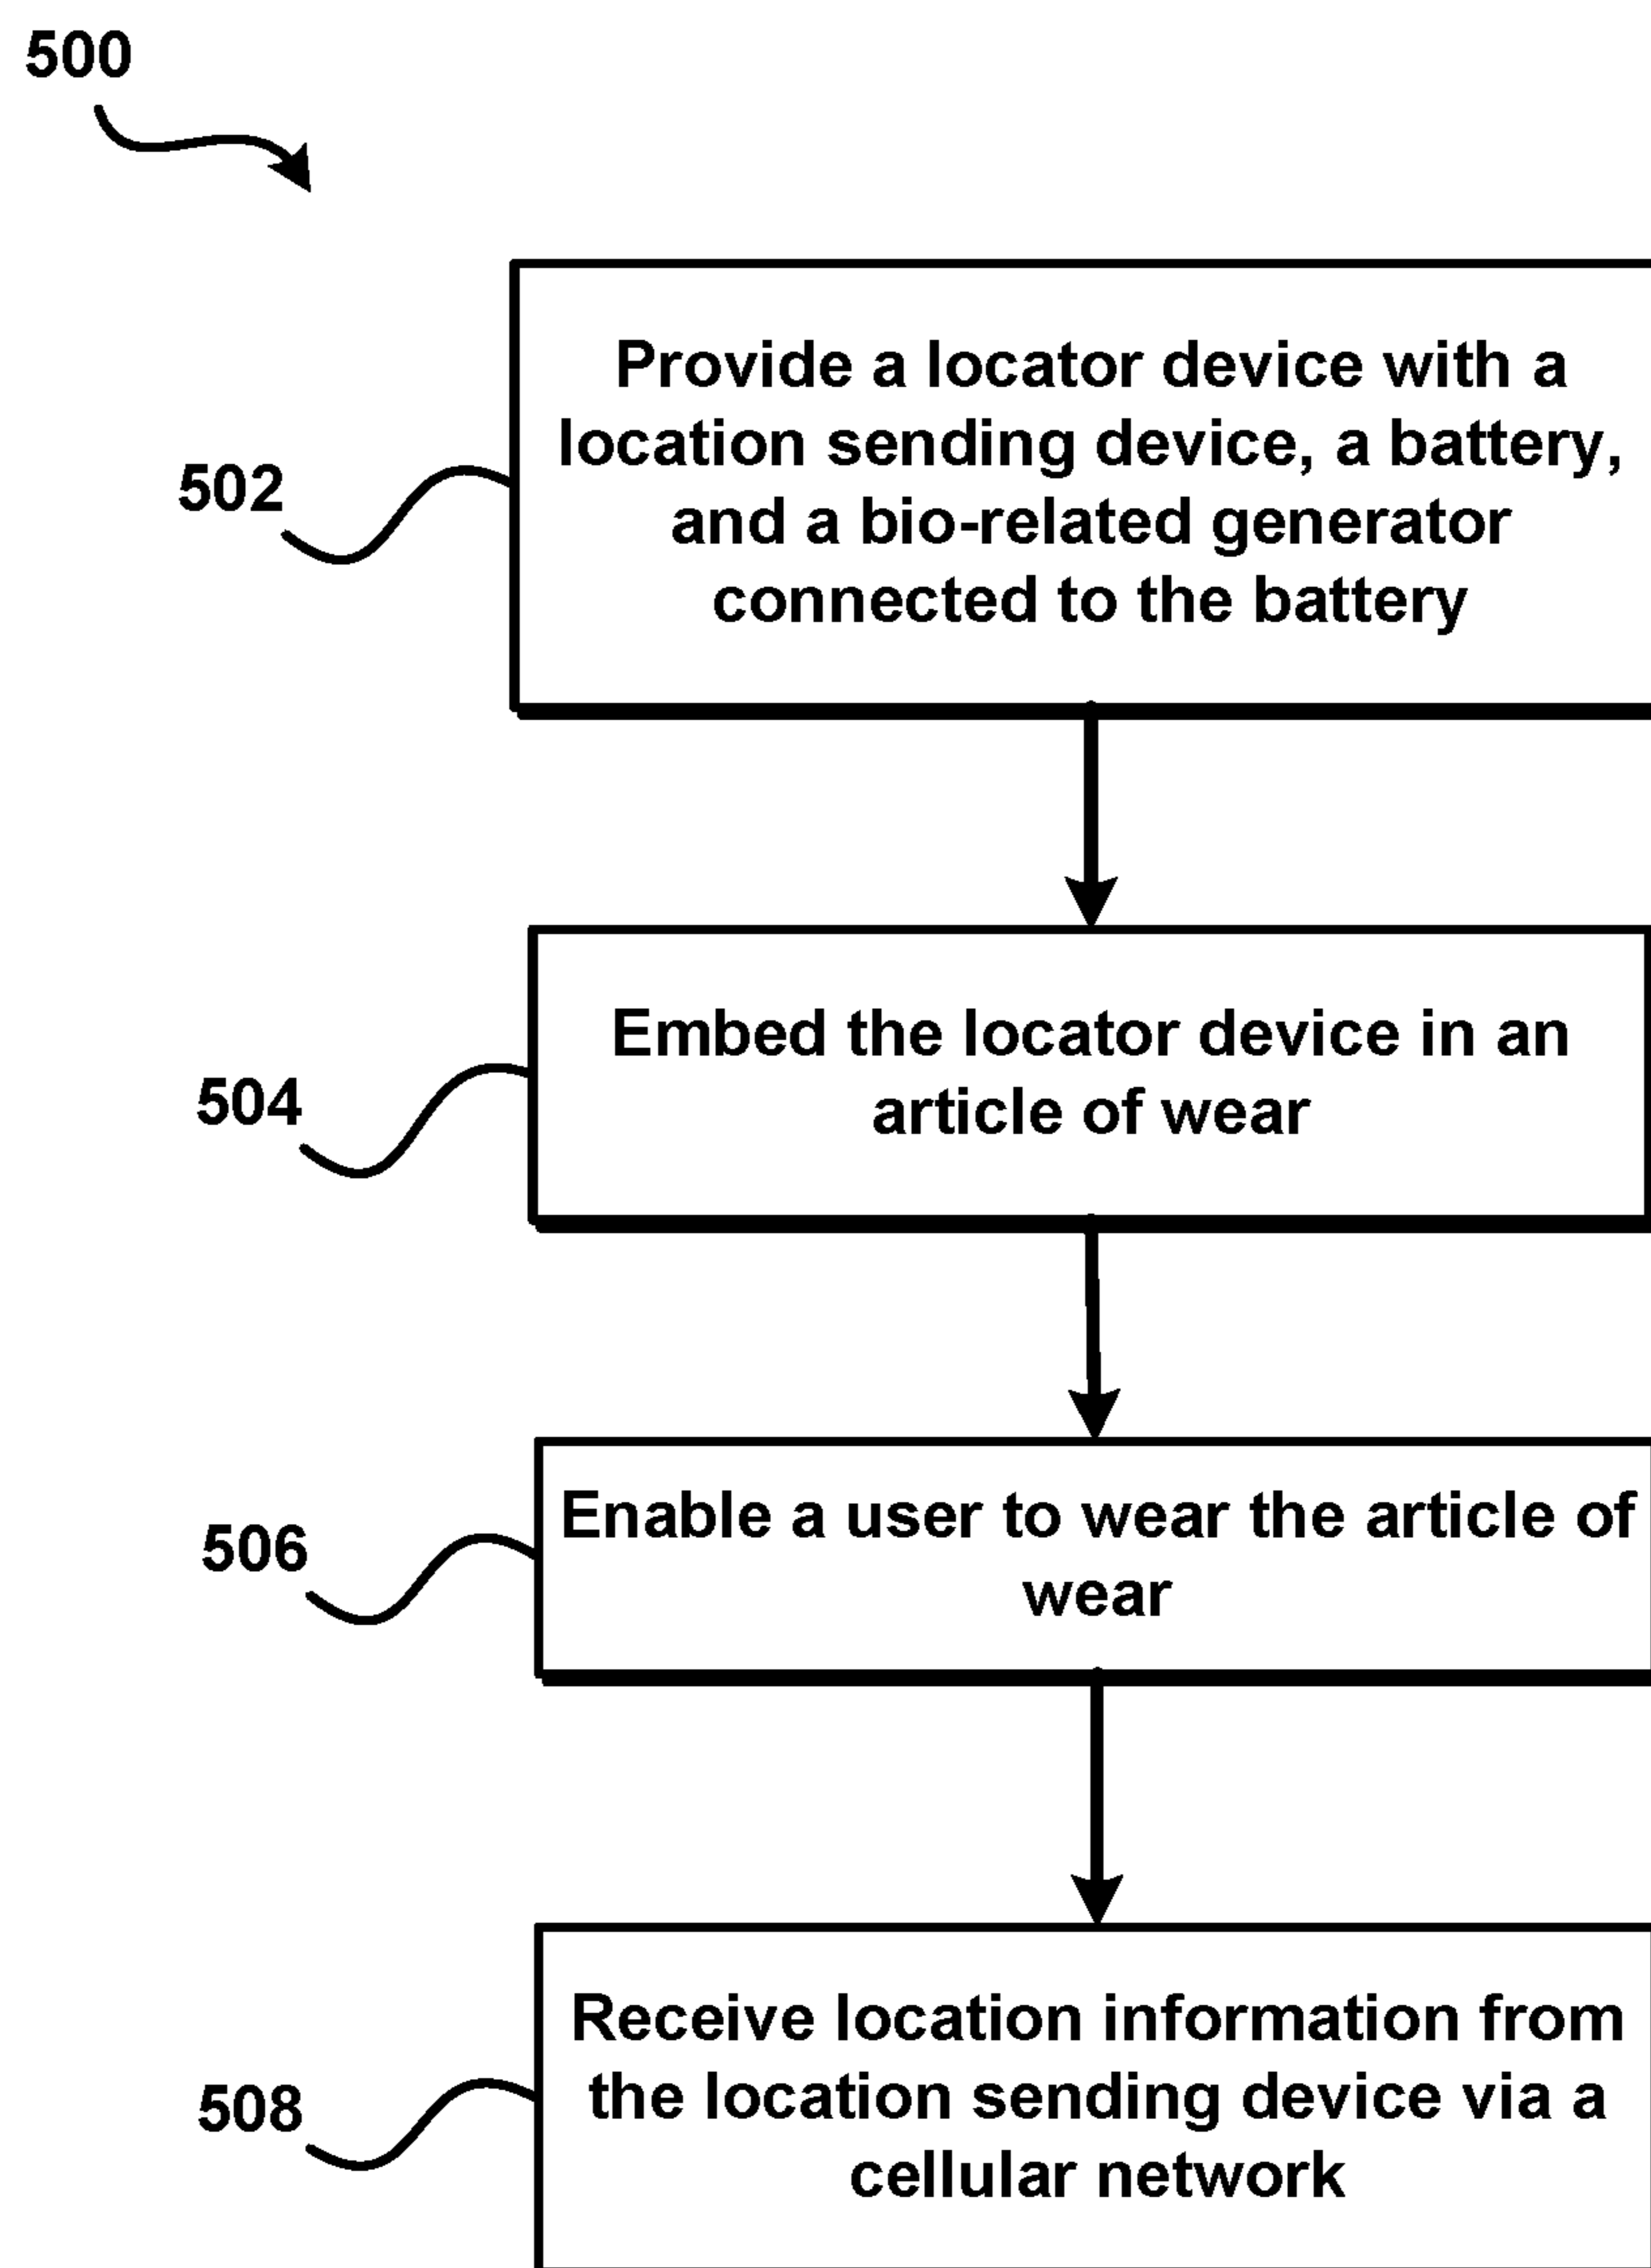 500
502
Provide a locator device with a
location sending device, a battery,
and a bio-related generator
connected to the battery
504
Embed the locator device in an
article of wear
506
Enable a user to wear the article of
wear
508
Receive location information from
the location sending device via a
cellular network